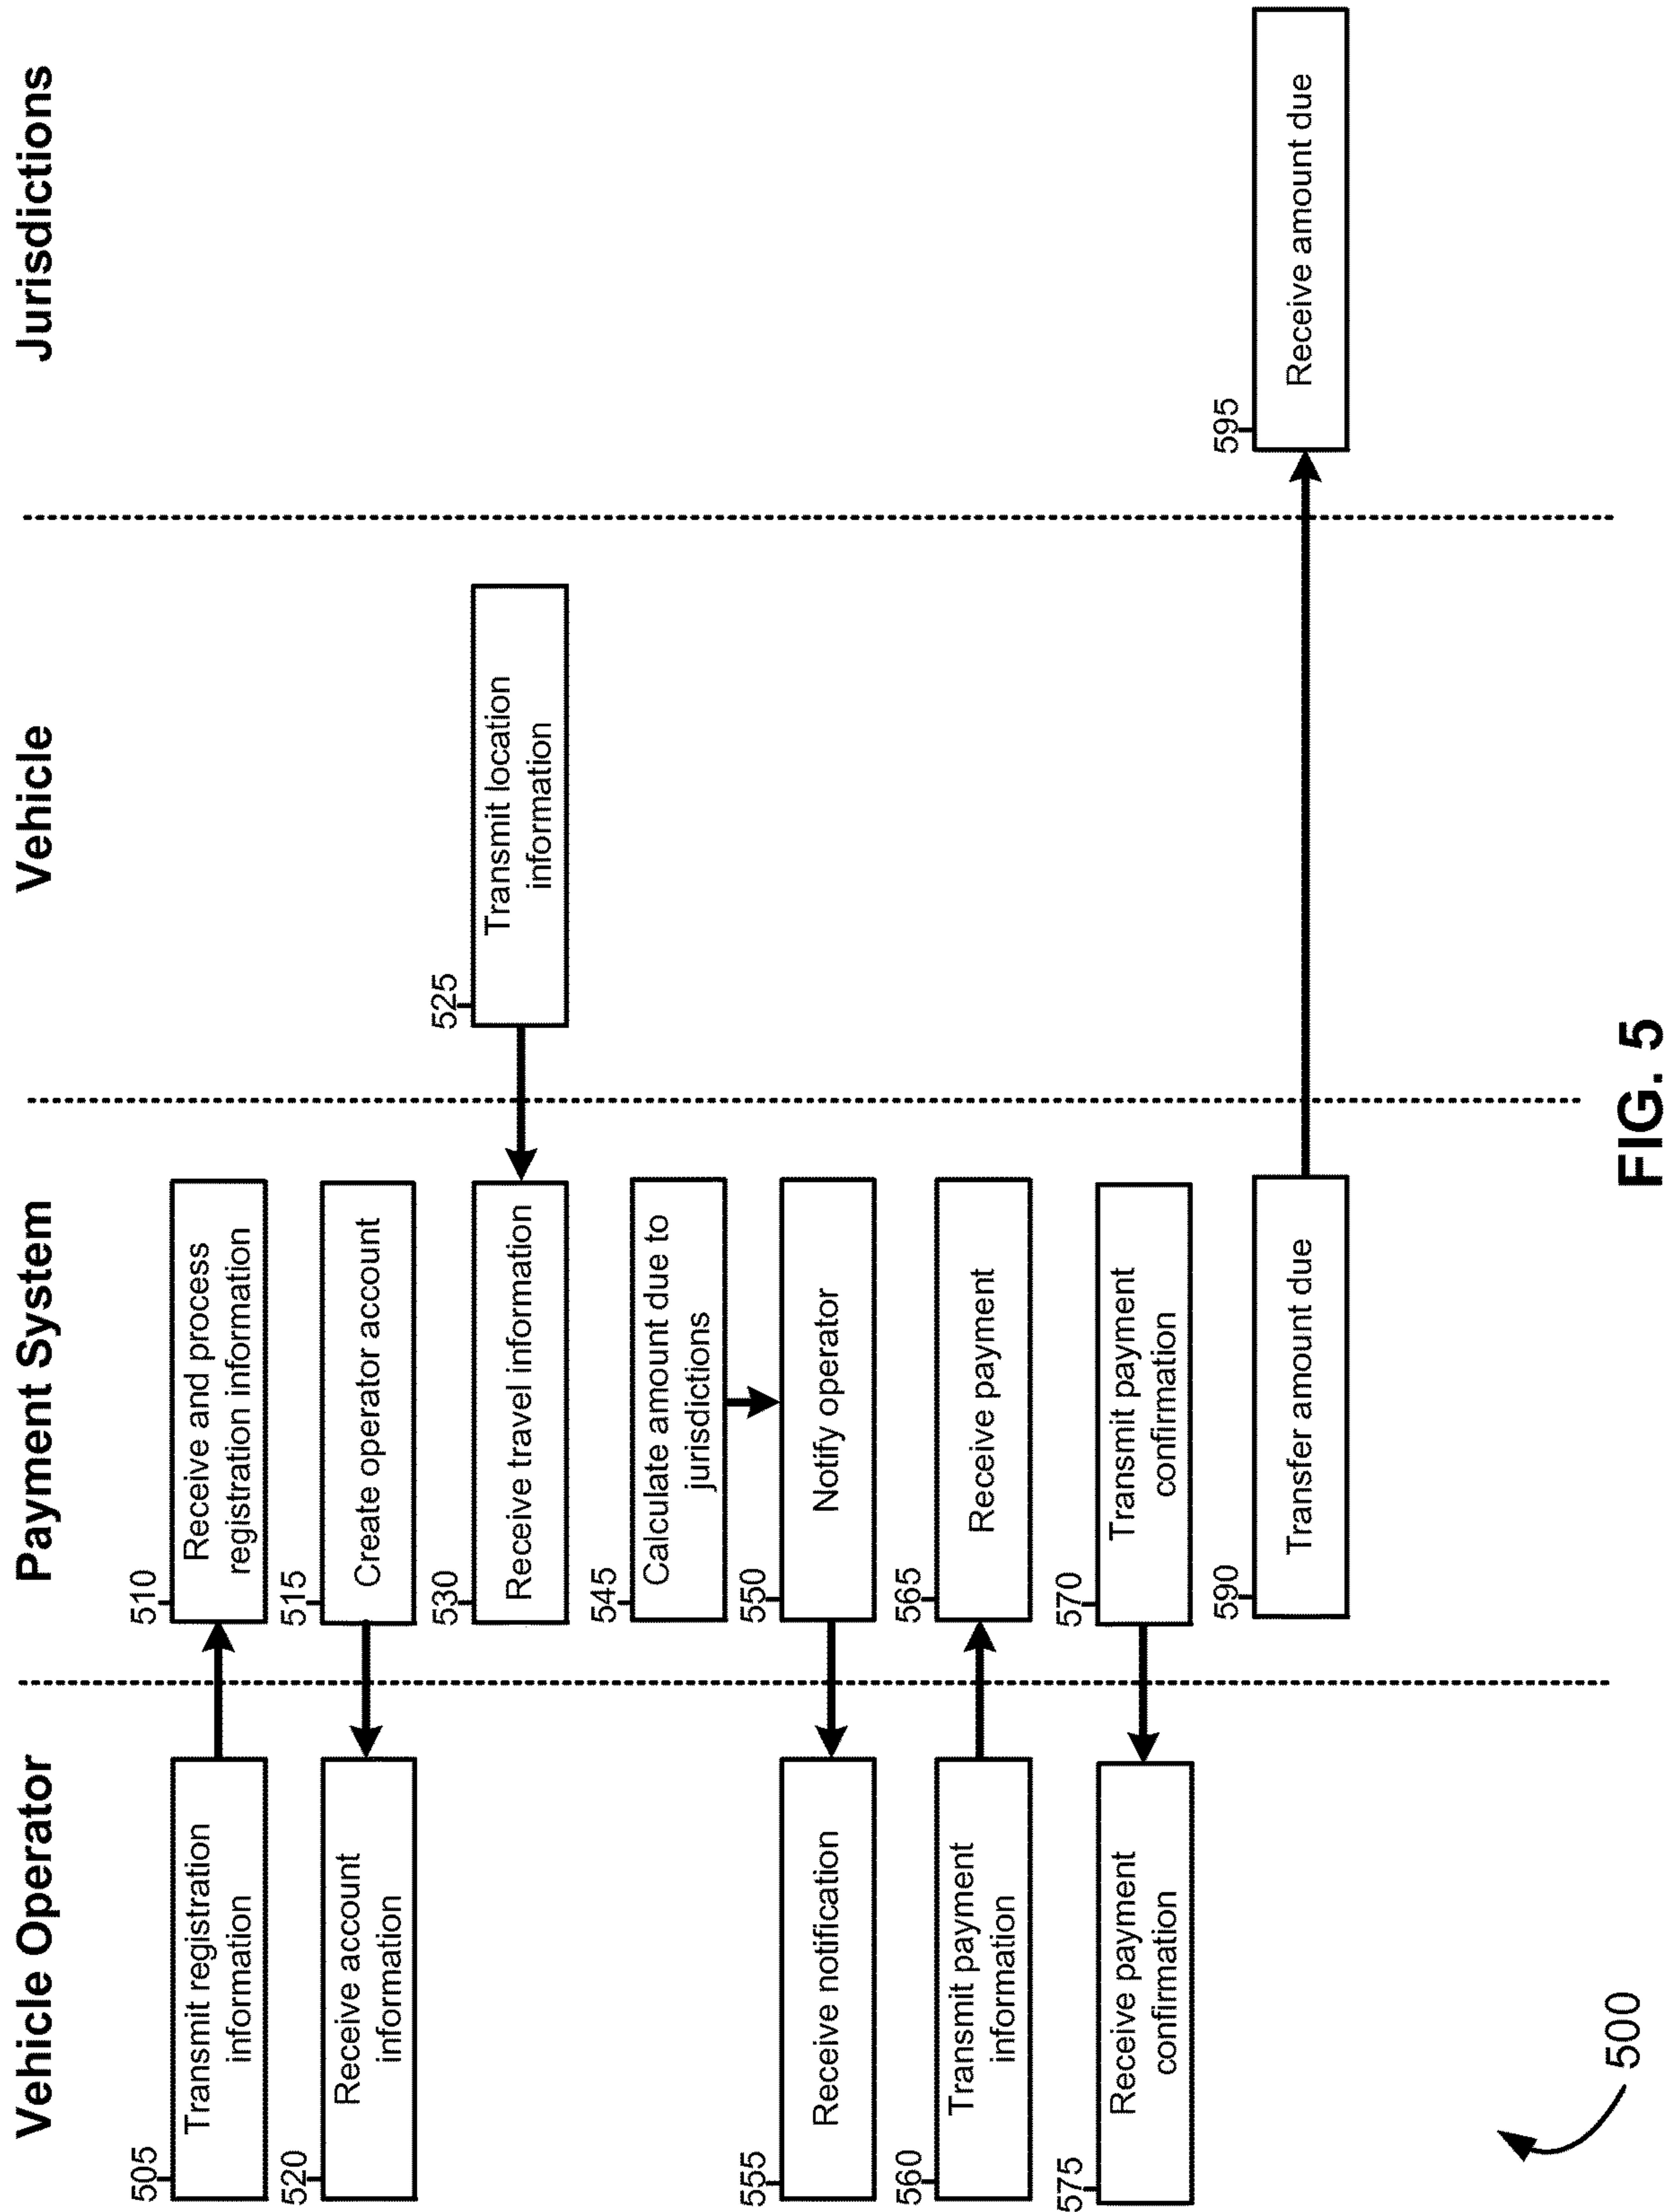 Vehicle Operator
Payment System
Vehicle
Jurisdictions
505
Transmit registration
information
510
Receive and process
registration information
520
Receive account
information
515
Create operator account
530
Receive travel information
525
Transmit location
information
545
Calculate amount due to
jurisdictions
555
Receive notification
550
Notify operator
560
Transmit payment
information
565
Receive payment
575
Receive payment
confirmation
570
Transmit payment
confirmation
590
Transfer amount due
595
Receive amount due
500
FIG. 5